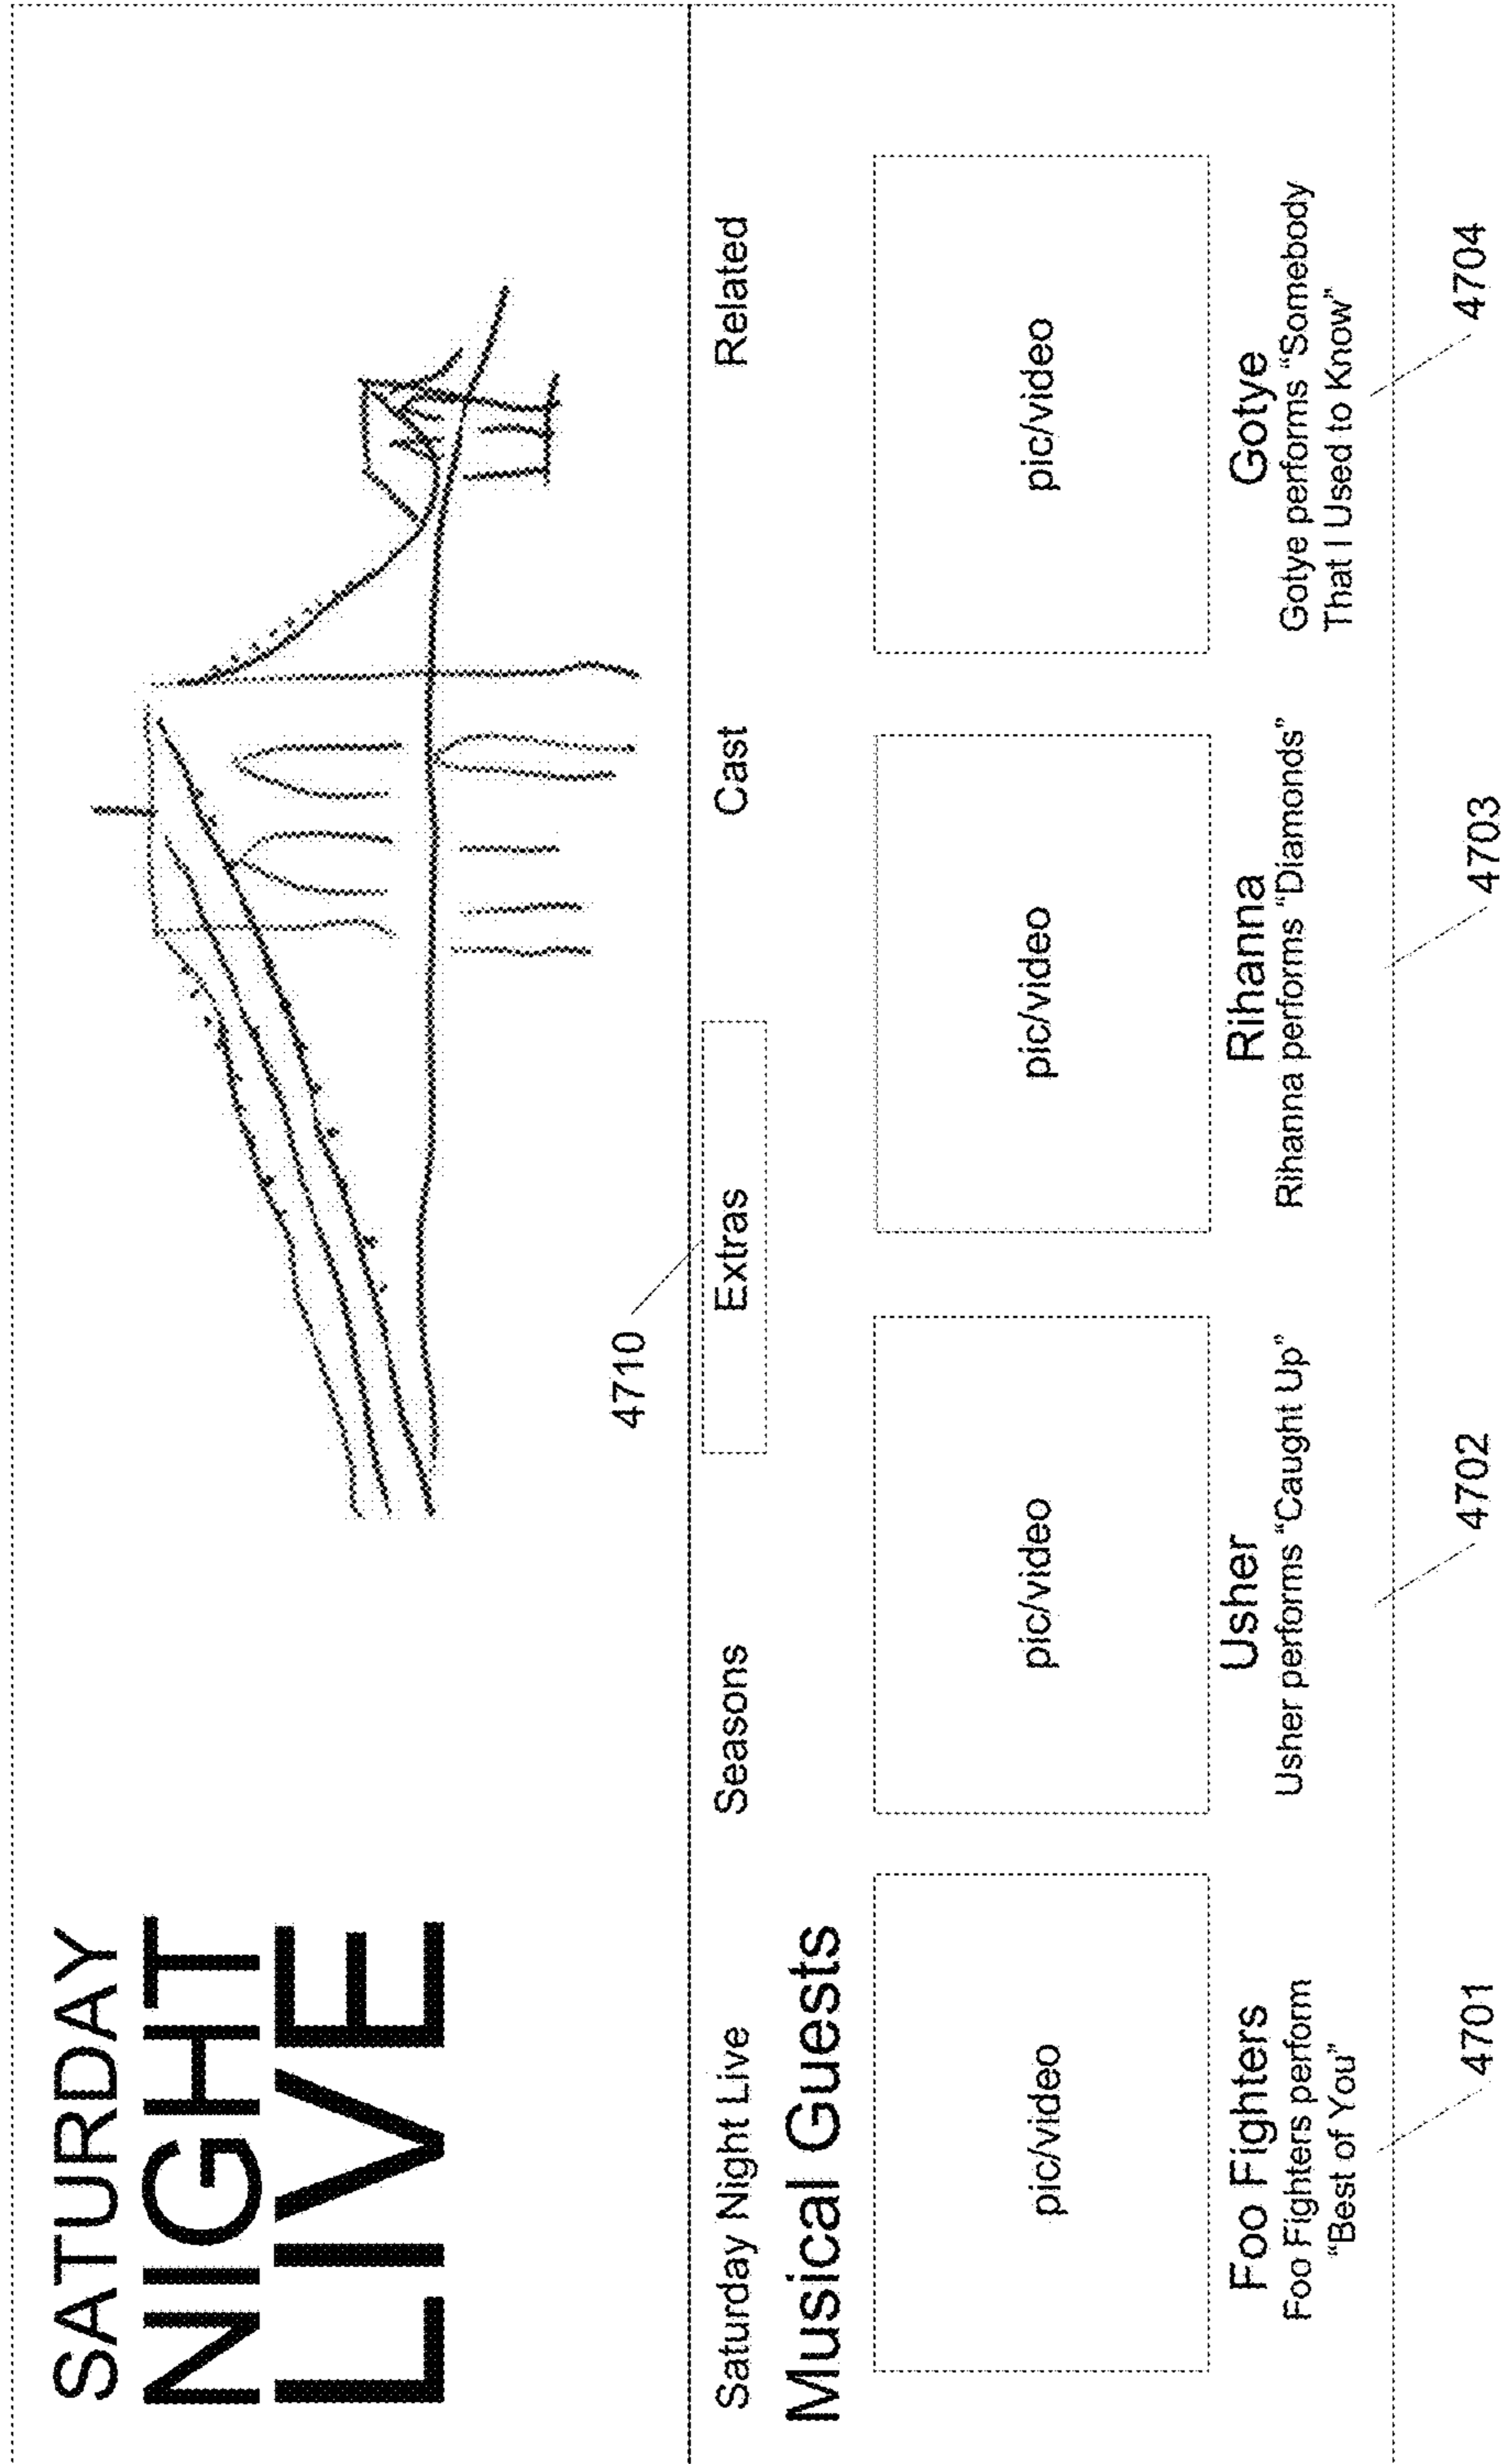 SATURDAY
NIGHT
LIVE
4710
Saturday Night Live
Seasons
Extras
Cast
Related
Musical Guests
pic/video
pic/video
pic/video
pic/video
Foo Fighters
Foo Fighters perform
“Best of You”
Usher
Usher performs “Caught Up”
Rihanna
Rihanna performs “Diamonds”
Gotye
Gotye performs “Somebody
That I Used to Know”
4701
4702
4703
4704